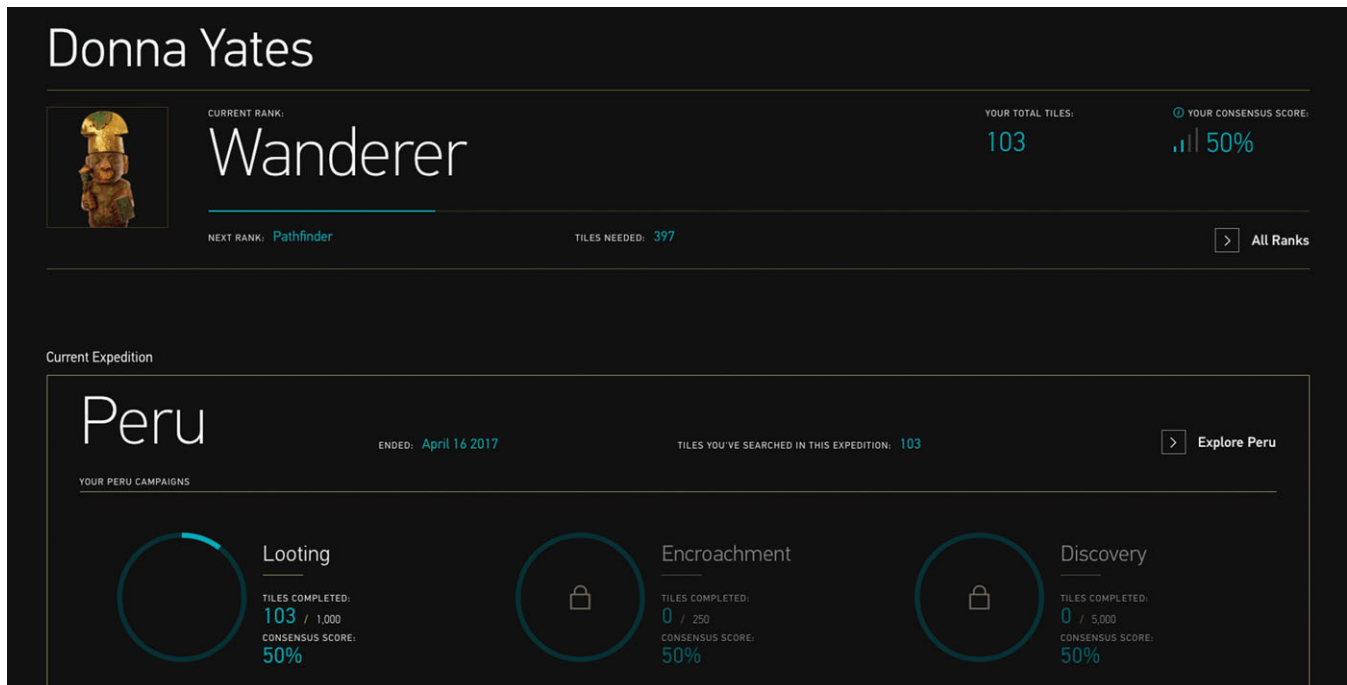 Donna Yates
CURRENT RANK:
Wanderer
YOUR TOTAL TILES:
103
YOUR CONSENSUS SCORE:
50%
NEXT RANK: Pathfinder
TILES NEEDED: 397
All Ranks
Current Expedition
Peru
ENDED: April 16 2017
TILES YOU'VE SEARCHED IN THIS EXPEDITION: 103
Explore Peru
YOUR PERU CAMPAIGNS
Looting
TILES COMPLETED:
103 / 1,000
CONSENSUS SCORE:
50%
Encroachment
TILES COMPLETED:
0 / 250
CONSENSUS SCORE:
50%
Discovery
TILES COMPLETED:
0 / 5,000
CONSENSUS SCORE:
50%